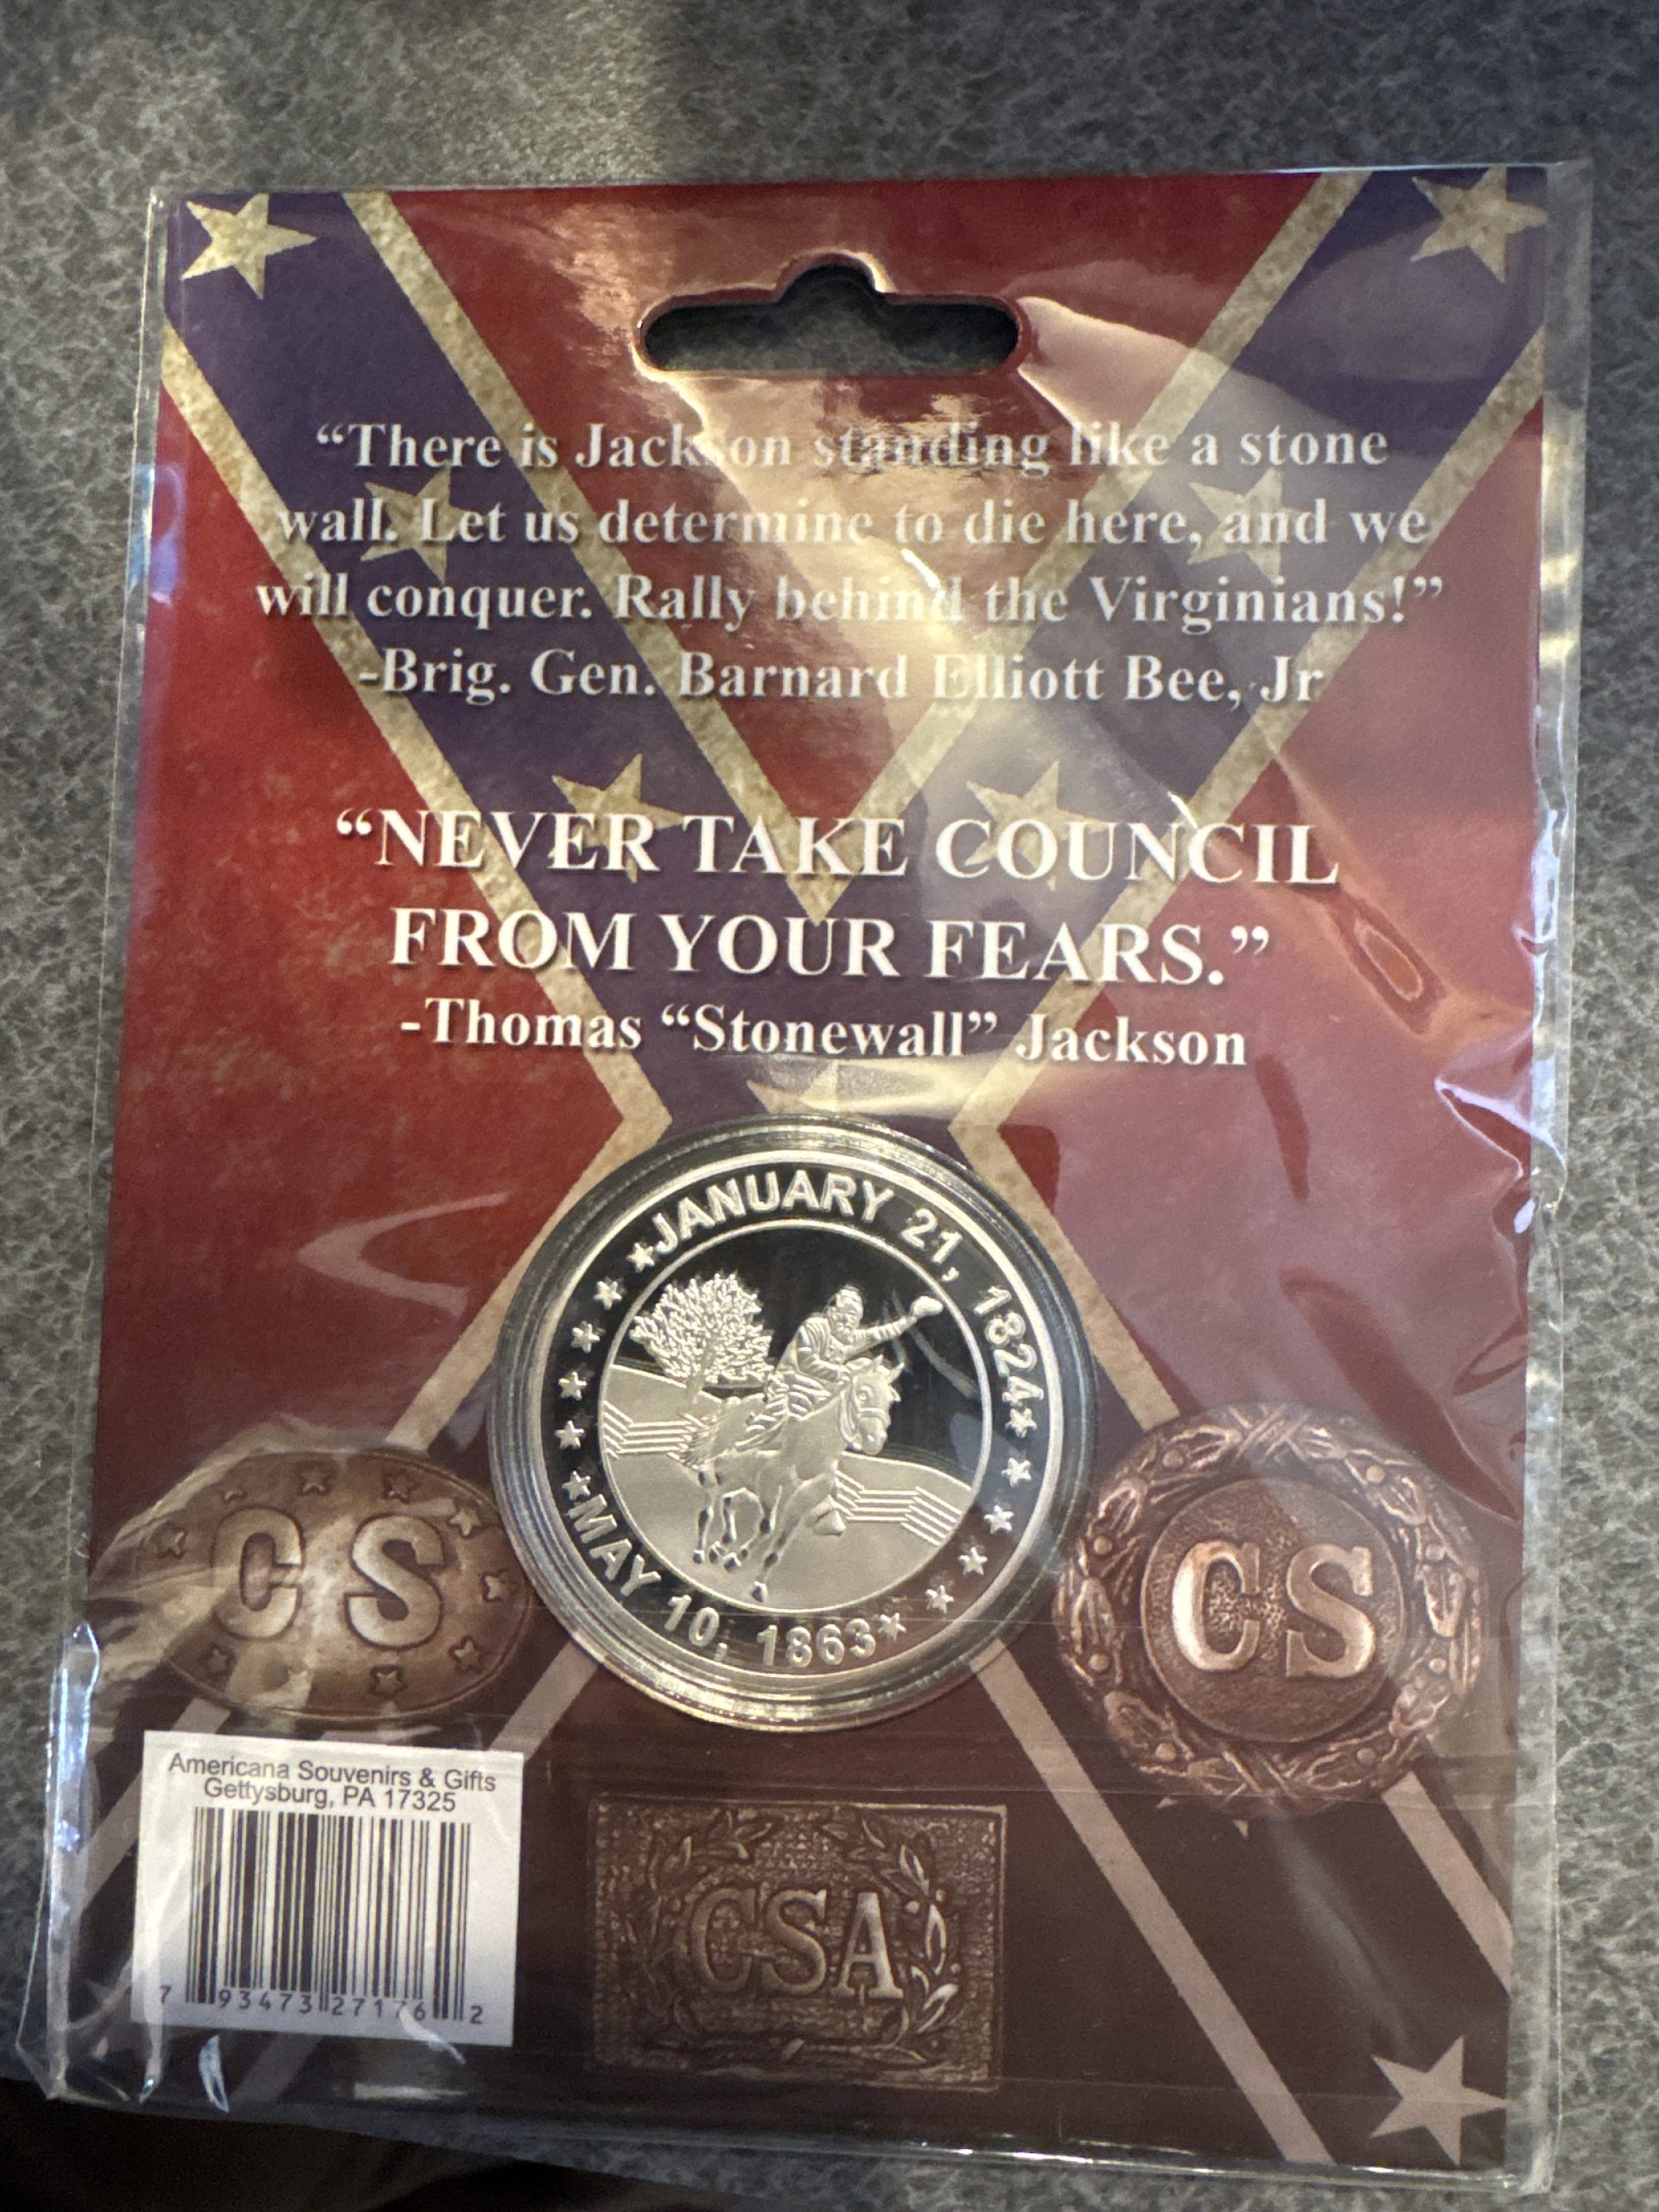 “There is Jackson standing like a stone
wall. Let us determine to die here, and we
will conquer. Rally behind the Virginians!”
-Brig. Gen. Barnard Elliott Bee, Jr
“NEVER TAKE COUNCIL
FROM YOUR FEARS.”
-Thomas “Stonewall” Jackson
JANUARY 21, 1824
MAY 10, 1863
CS
CS
CSA
Americana Souvenirs & Gifts
Gettysburg, PA 17325
7 93473 27176 2